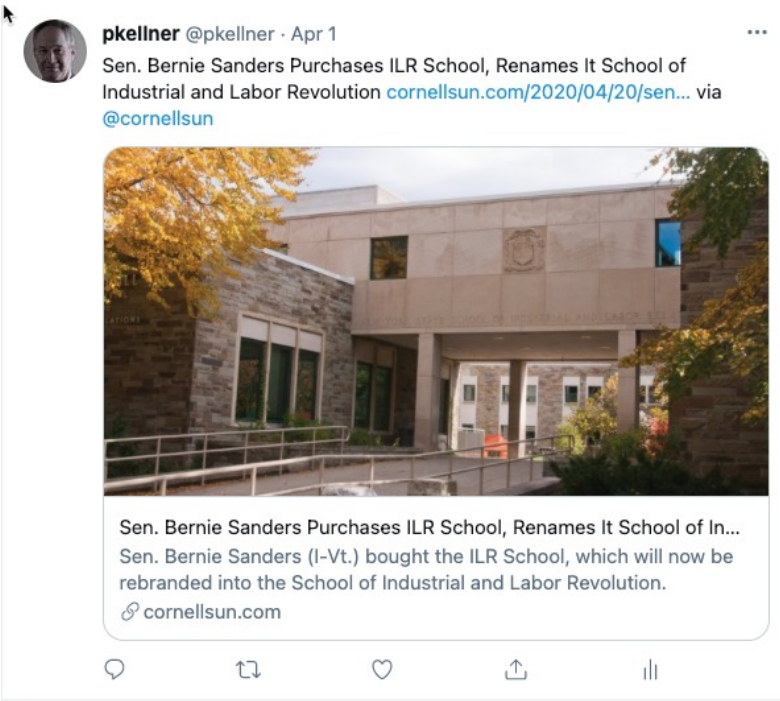 pkellner @pkellner · Apr 1
Sen. Bernie Sanders Purchases ILR School, Renames It School of
Industrial and Labor Revolution cornellsun.com/2020/04/20/sen... via
@cornellsun
Sen. Bernie Sanders Purchases ILR School, Renames It School of In...
Sen. Bernie Sanders (I-Vt.) bought the ILR School, which will now be
rebranded into the School of Industrial and Labor Revolution.
cornellsun.com